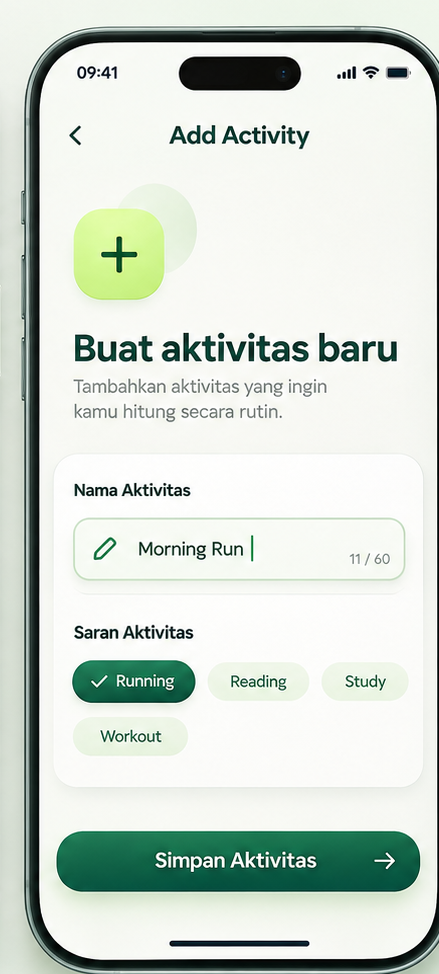 09:41
Add Activity
Buat aktivitas baru
Tambahkan aktivitas yang ingin
kamu hitung secara rutin.
Nama Aktivitas
Morning Run
11 / 60
Saran Aktivitas
Running
Reading
Study
Workout
Simpan Aktivitas